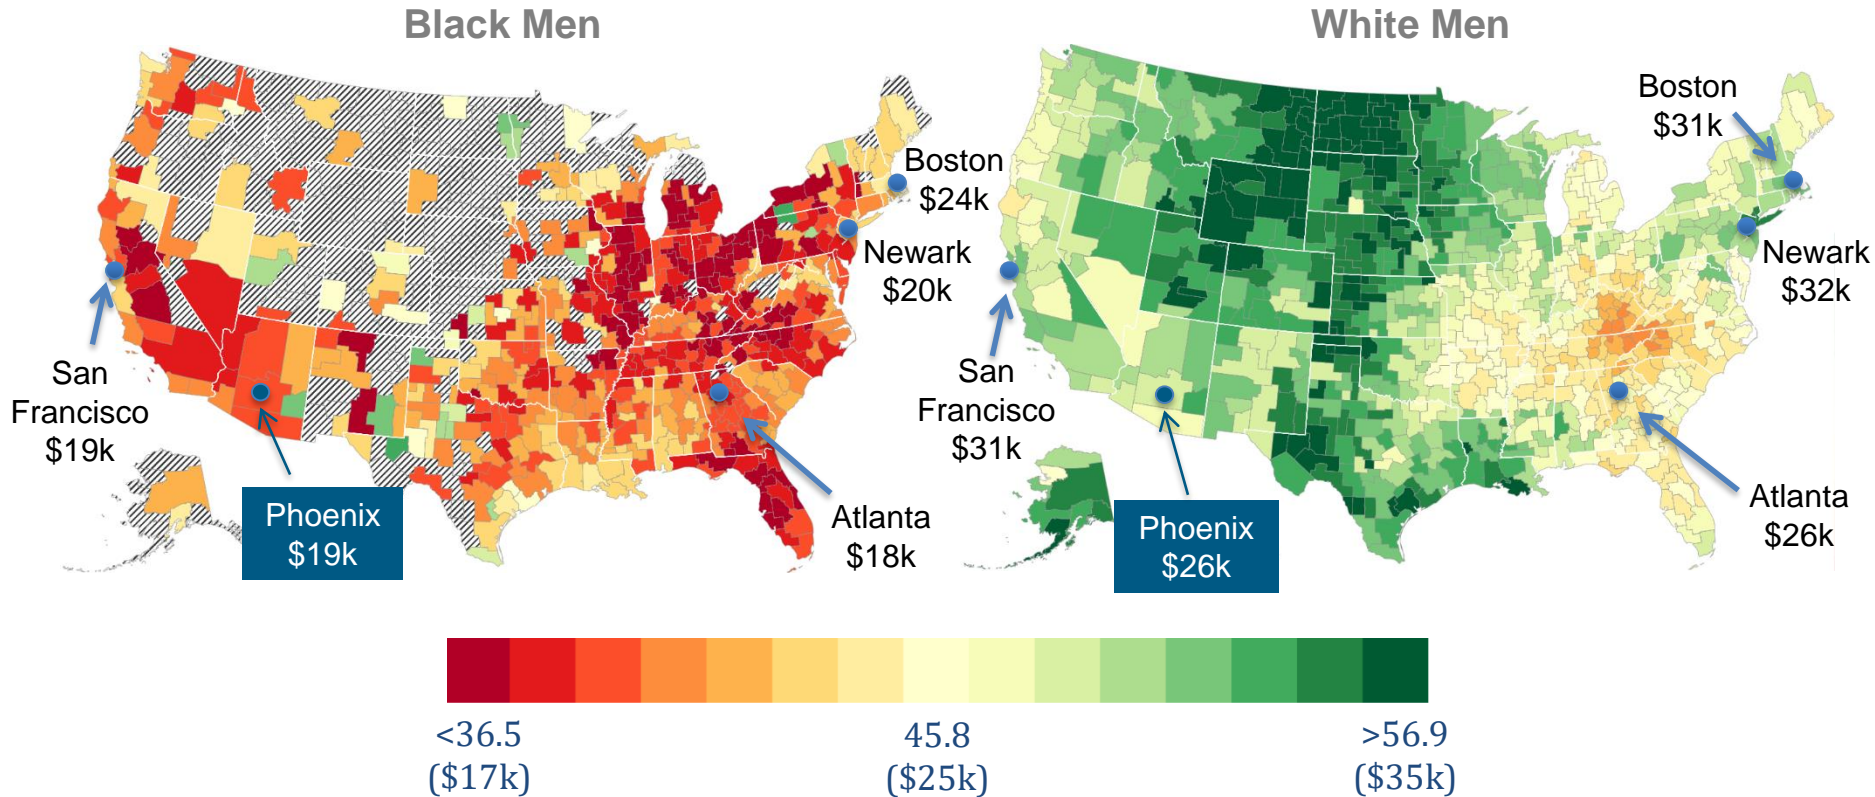 Black Men
Boston
$24k
Newark
$20k
San
Francisco
$19k
Phoenix
$19k
Atlanta
$18k
White Men
Boston
$31k
Newark
$32k
San
Francisco
$31k
Phoenix
$26k
Atlanta
$26k
<36.5
($17k)
45.8
($25k)
>56.9
($35k)